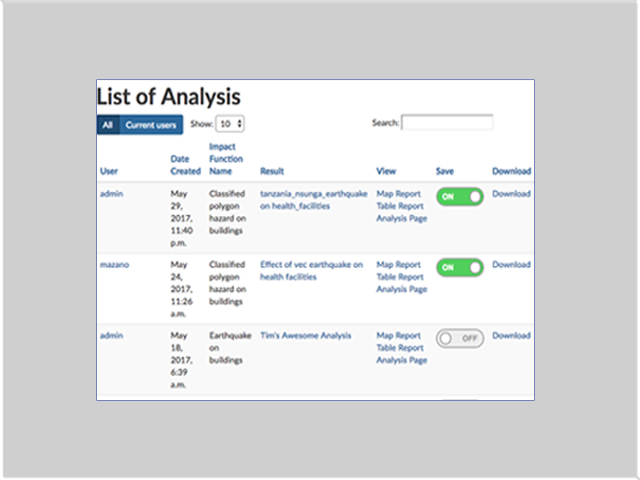 List of Analysis
All Current users Show: 10 Search:
User Date Created Impact Function Name Result View Save Download
admin May 29, 2017, 11:40 p.m. Classified polygon hazard on buildings tanzania_nsunga_earthquake on health_facilities Map Report Table Report Analysis Page ON Download
mazano May 24, 2017, 11:26 a.m. Classified polygon hazard on buildings Effect of vec earthquake on health facilities Map Report Table Report Analysis Page ON Download
admin May 18, 2017, 6:39 a.m. Earthquake on buildings Tim's Awesome Analysis Map Report Table Report Analysis Page OFF Download